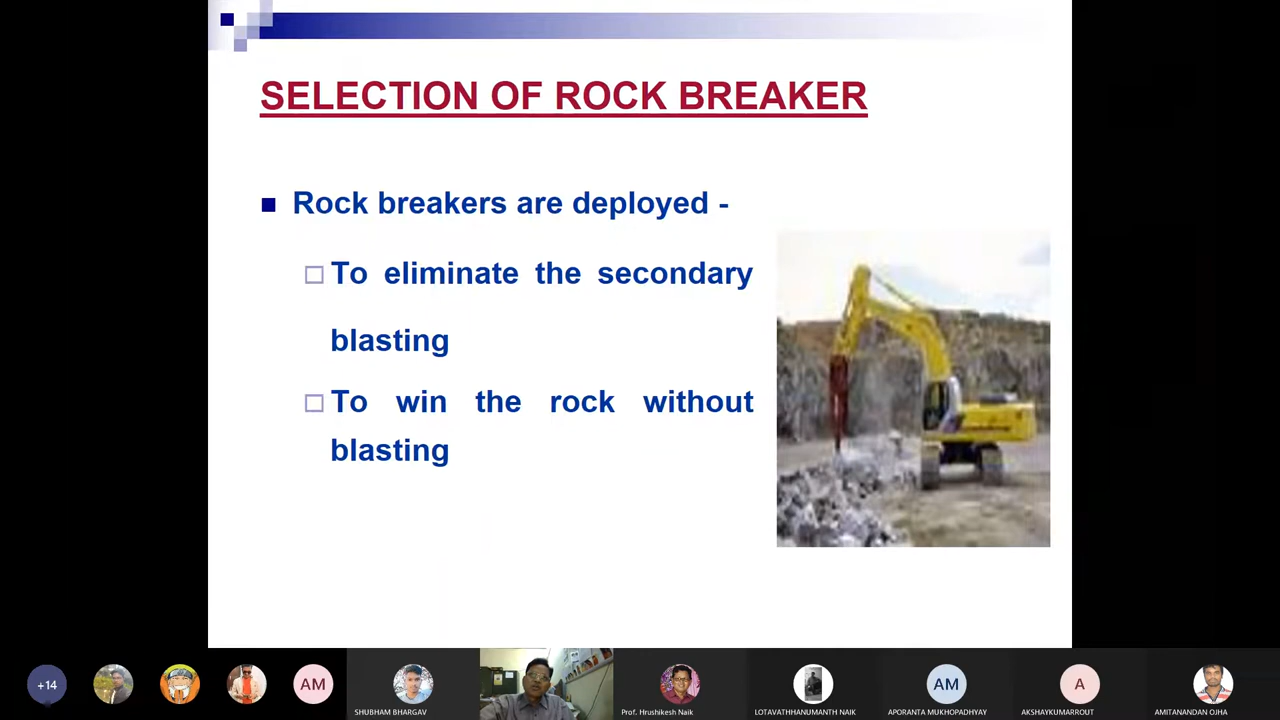 SELECTION OF ROCK BREAKER
Rock breakers are deployed -
To eliminate the secondary
blasting
To win the rock without
blasting
+14
AM
SHUBHAM BHARGAV
Prof. Hrushikesh Naik
LOTAVATHHANUMANTH NAIK
AM
APORANTA MUKHOPADHYAY
A
AKSHAYKUMARROUT
AMITANANDAN OJHA